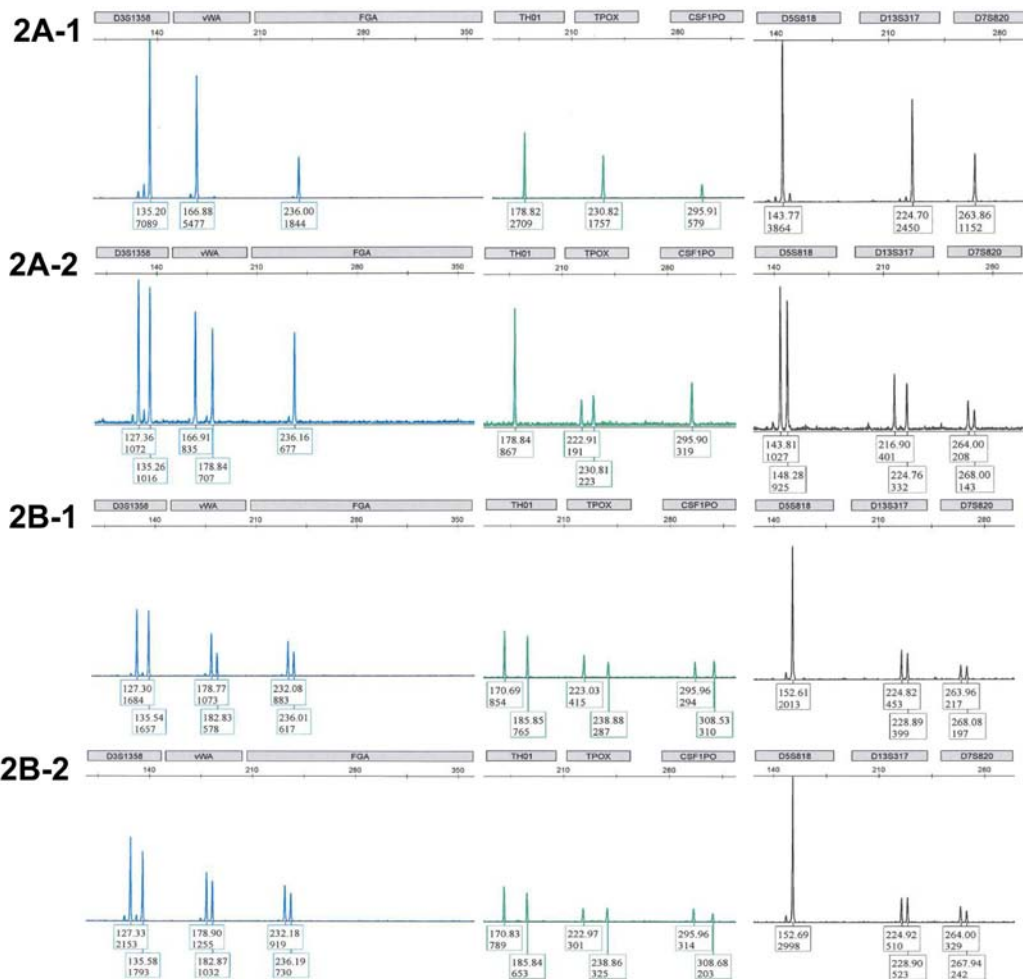 2A-1
D3S1358 vWA FGA TH01 TPOX CSF1PO D5S818 D13S317 D7S820
140 210 280 350 210 280 140 210 280
135.20 166.88 236.00 178.82 230.82 295.91 143.77 224.70 263.86
7089 5477 1844 2709 1757 579 3864 2450 1152
2A-2
D3S1358 vWA FGA TH01 TPOX CSF1PO D5S818 D13S317 D7S820
140 210 280 350 210 280 140 210 280
127.36 166.91 236.16 178.84 222.91 295.90 143.81 216.90 264.00
1072 835 677 867 191 319 1027 401 208
135.26 178.84 230.81 148.28 224.76 268.00
1016 707 223 925 332 143
2B-1
D3S1358 vWA FGA TH01 TPOX CSF1PO D5S818 D13S317 D7S820
140 210 280 350 210 280 140 210 280
127.30 178.77 232.08 170.69 223.03 295.96 152.61 224.82 263.96
1684 1073 883 854 415 294 2013 453 217
135.54 182.83 236.01 185.85 238.88 308.53 228.89 268.08
1657 578 617 765 287 310 399 197
2B-2
D3S1358 vWA FGA TH01 TPOX CSF1PO D5S818 D13S317 D7S820
140 210 280 350 210 280 140 210 280
127.33 178.90 232.18 170.83 222.97 295.96 152.69 224.92 264.00
2153 1255 919 789 301 314 2998 510 329
135.58 182.87 236.19 185.84 238.86 308.68 228.90 267.94
1793 1032 730 653 325 203 523 242